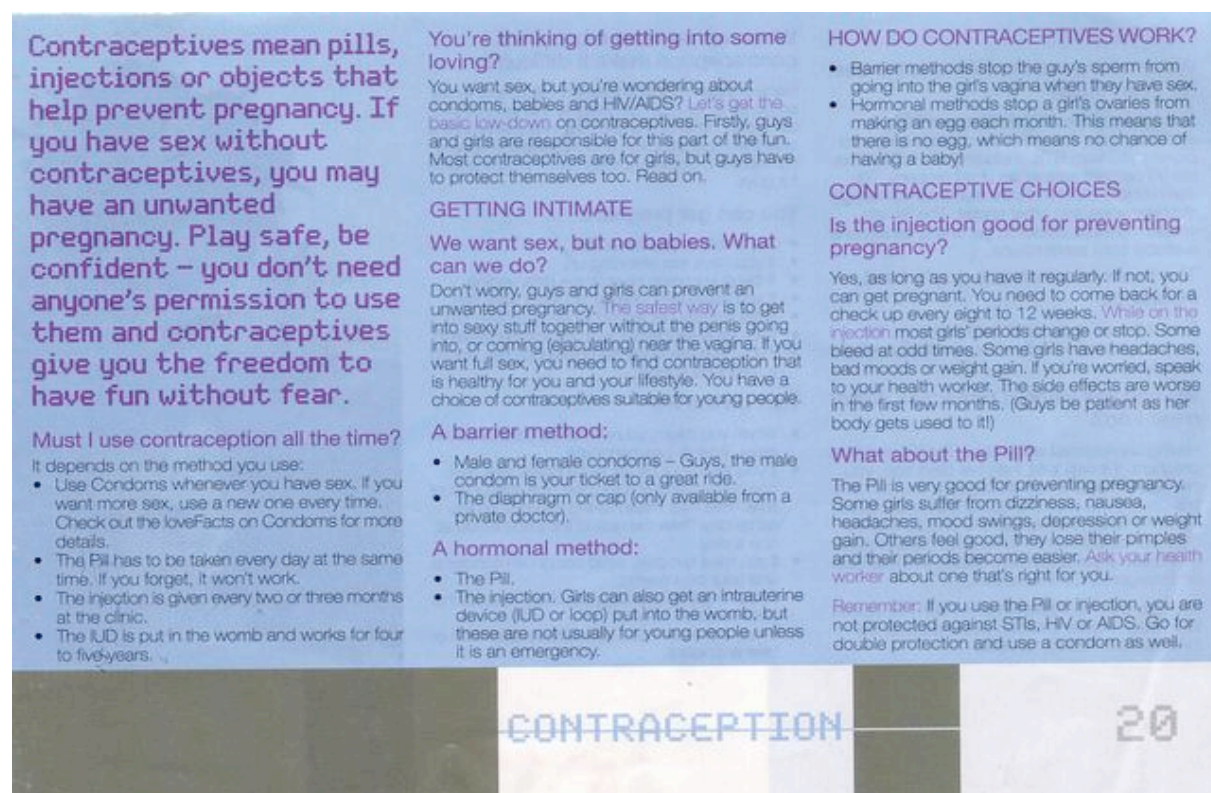 Contraceptives mean pills,
injections or objects that
help prevent pregnancy. If
you have sex without
contraceptives, you may
have an unwanted
pregnancy. Play safe, be
confident – you don't need
anyone's permission to use
them and contraceptives
give you the freedom to
have fun without fear.
Must I use contraception all the time?
It depends on the method you use:
• Use Condoms whenever you have sex. If you
want more sex, use a new one every time.
Check out the loveFacts on Condoms for more
details.
• The Pill has to be taken every day at the same
time. If you forget, it won't work.
• The injection is given every two or three months
at the clinic.
• The IUD is put in the womb and works for four
to five years.
You're thinking of getting into some
loving?
You want sex, but you're wondering about
condoms, babies and HIV/AIDS? Let's get the
basic low-down on contraceptives. Firstly, guys
and girls are responsible for this part of the fun.
Most contraceptives are for girls, but guys have
to protect themselves too. Read on.
GETTING INTIMATE
We want sex, but no babies. What
can we do?
Don't worry, guys and girls can prevent an
unwanted pregnancy. The safest way is to get
into sexy stuff together without the penis going
into, or coming (ejaculating) near the vagina. If you
want full sex, you need to find contraception that
is healthy for you and your lifestyle. You have a
choice of contraceptives suitable for young people.
A barrier method:
• Male and female condoms – Guys, the male
condom is your ticket to a great ride.
• The diaphragm or cap (only available from a
private doctor).
A hormonal method:
• The Pill.
• The injection. Girls can also get an intrauterine
device (IUD or loop) put into the womb, but
these are not usually for young people unless
it is an emergency.
HOW DO CONTRACEPTIVES WORK?
• Barrier methods stop the guy's sperm from
going into the girl's vagina when they have sex.
• Hormonal methods stop a girl's ovaries from
making an egg each month. This means that
there is no egg, which means no chance of
having a baby!
CONTRACEPTIVE CHOICES
Is the injection good for preventing
pregnancy?
Yes, as long as you have it regularly. If not, you
can get pregnant. You need to come back for a
check up every eight to 12 weeks. While on the
injection most girls' periods change or stop. Some
bleed at odd times. Some girls have headaches,
bad moods or weight gain. If you're worried, speak
to your health worker. The side effects are worse
in the first few months. (Guys be patient as her
body gets used to it!)
What about the Pill?
The Pill is very good for preventing pregnancy.
Some girls suffer from dizziness, nausea,
headaches, mood swings, depression or weight
gain. Others feel good, they lose their pimples
and their periods become easier. Ask your health
worker about one that's right for you.
Remember: If you use the Pill or injection, you are
not protected against STIs, HIV or AIDS. Go for
double protection and use a condom as well.
CONTRACEPTION
20